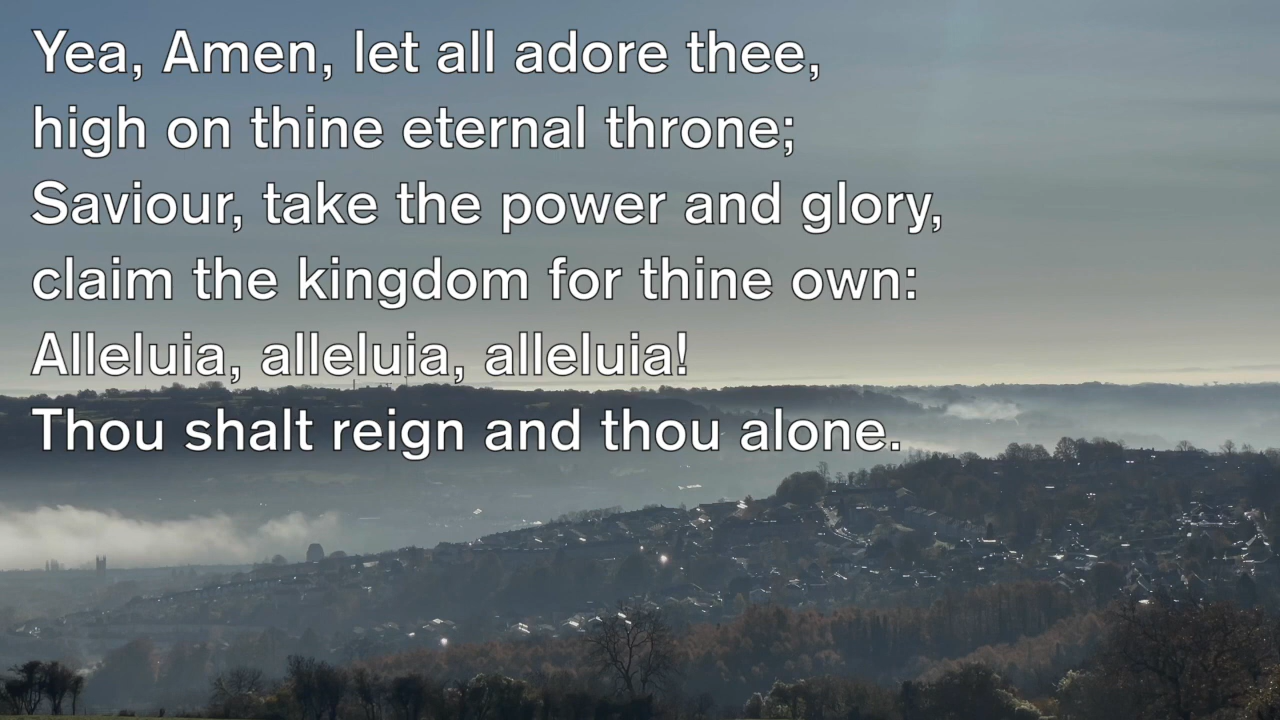 Yea, Amen, let all adore thee,
high on thine eternal throne;
Saviour, take the power and glory,
claim the kingdom for thine own:
Alleluia, alleluia, alleluia!
Thou shalt reign and thou alone.